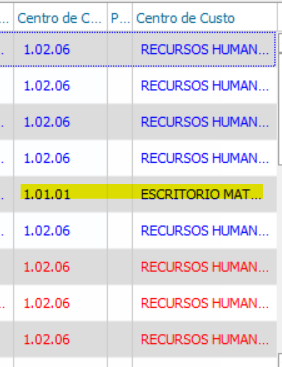 ... Centro de C... P... Centro de Custo
. 1.02.06 RECURSOS HUMAN...
1.02.06 RECURSOS HUMAN...
. 1.02.06 RECURSOS HUMAN...
. 1.02.06 RECURSOS HUMAN...
. 1.01.01 ESCRITORIO MAT...
. 1.02.06 RECURSOS HUMAN...
. 1.02.06 RECURSOS HUMAN...
.. 1.02.06 RECURSOS HUMAN...
. 1.02.06 RECURSOS HUMAN...